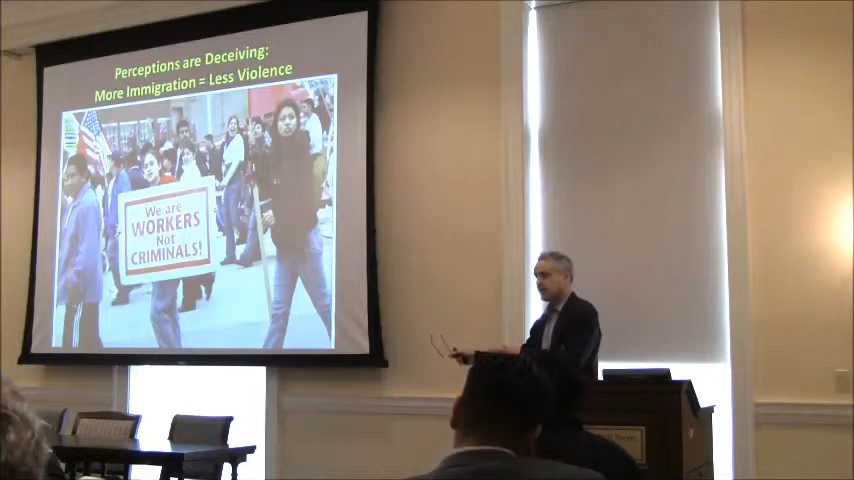 Perceptions are Deceiving:
More Immigration = Less Violence
We are
WORKERS
Not
CRIMINALS!